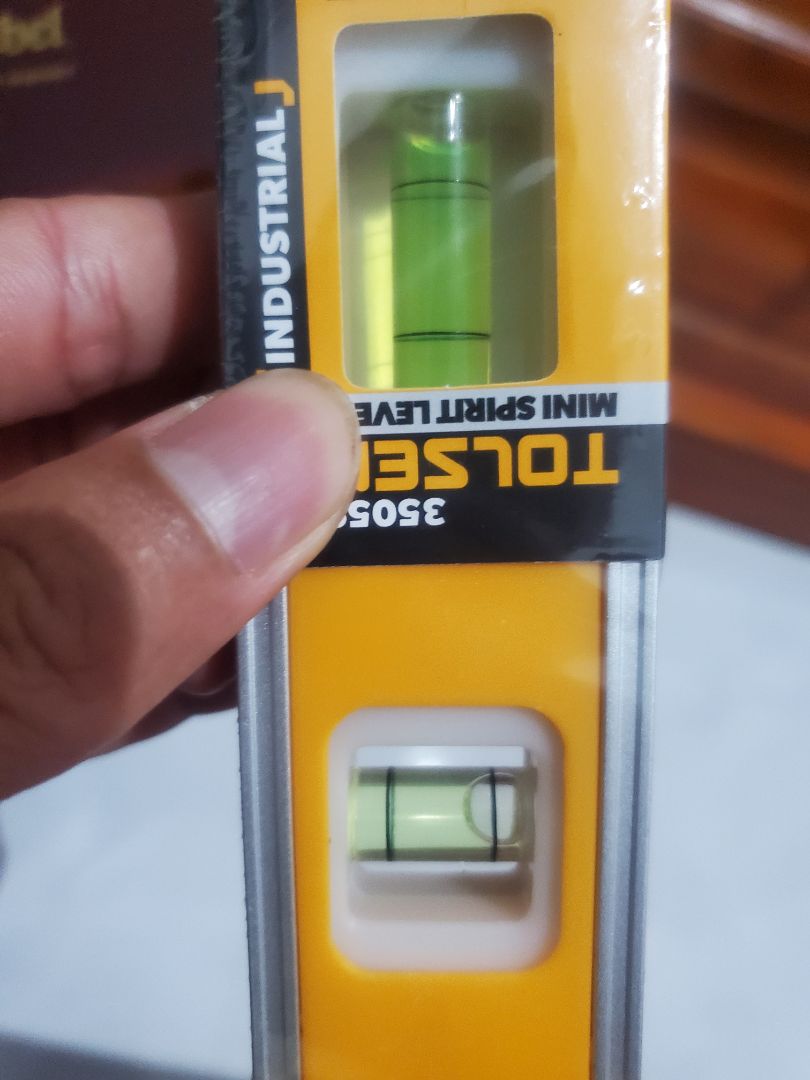 3505
TOLSE
MINI SPIRIT LEVE
INDUSTRIAL